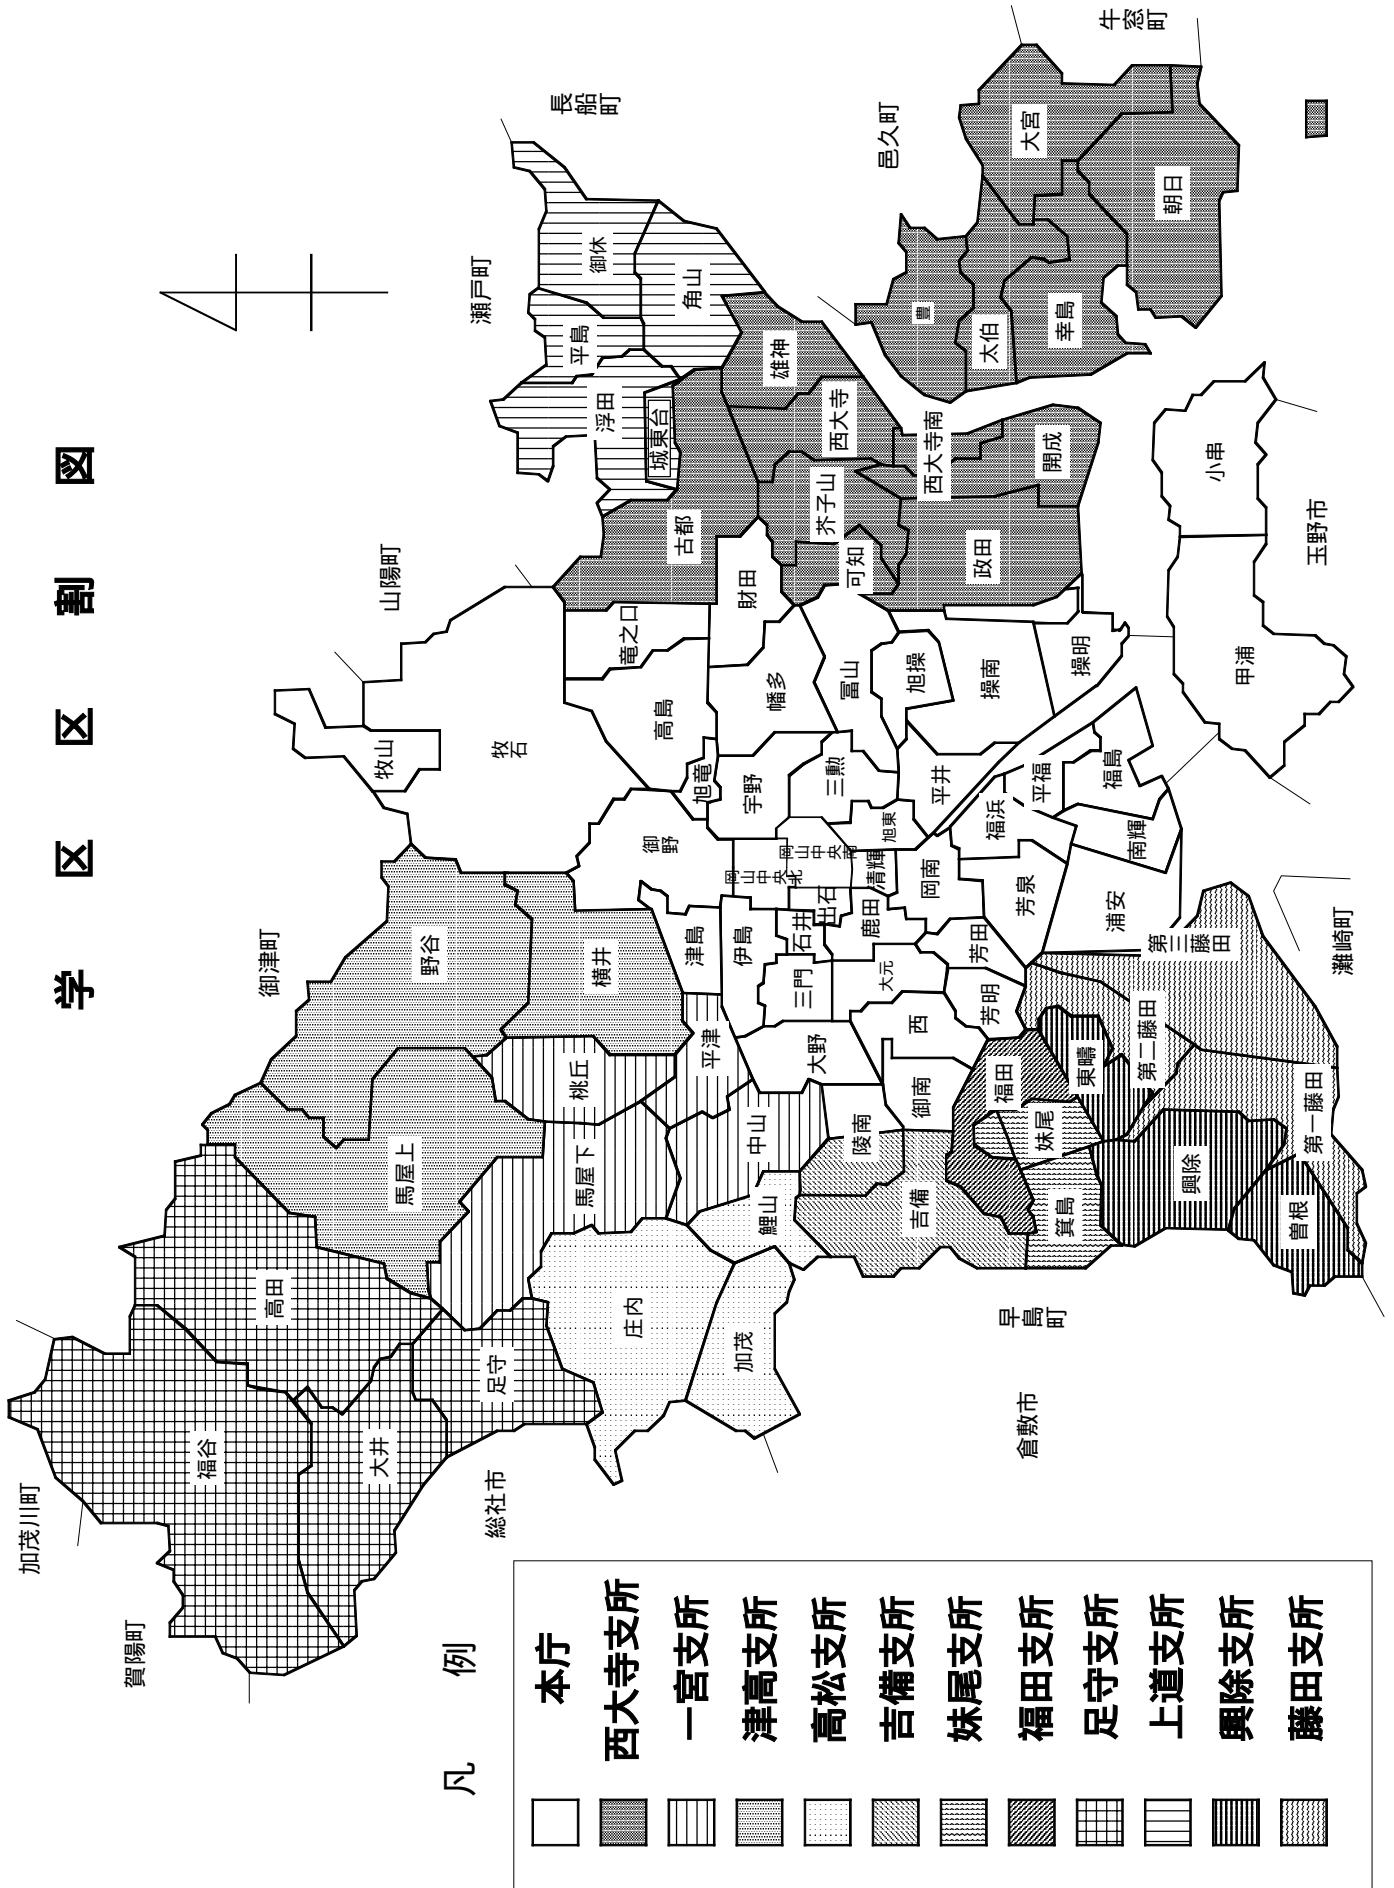 学区区割図
牛窓町
長船町
邑久町
瀬戸町
山陽町
玉野市
御津町
灘崎町
早島町
倉敷市
総社市
加茂川町
賀陽町
大宮
朝日
豊
太伯
幸島
御休
角山
平島
浮田
城東台
雄神
西大寺
西大寺南
開成
古都
芥子山
可知
政田
小串
甲浦
財田
竜之口
幡多
高島
富山
旭操
操南
操明
牧山
牧石
旭竜
宇野
三勲
平井
平福
福島
福浜
南輝
旭東
御野
岡山中央南
岡山中央北
清輝
岡南
芳泉
浦安
出石
石井
鹿田
芳田
津島
伊島
三門
大元
芳明
西
大野
御南
第三藤田
第二藤田
第一藤田
野谷
横井
平津
桃丘
中山
陵南
福田
東疇
妹尾
箕島
興除
曽根
馬屋上
馬屋下
鯉山
吉備
高田
庄内
加茂
足守
福谷
大井
凡例
本庁
西大寺支所
一宮支所
津高支所
高松支所
吉備支所
妹尾支所
福田支所
足守支所
上道支所
興除支所
藤田支所